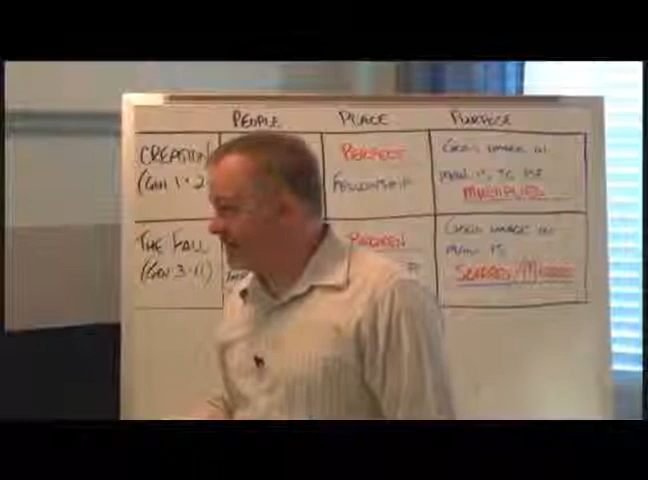 PEOPLE PLACE PURPOSE
CREATION PERFECT GOD'S IMAGE IN
(GEN 1-2 FELLOWSHIP MAN IS TO BE
MULTIPLIED
THE FALL BROKEN GOD'S IMAGE IN
(GEN 3-11) MAN IS